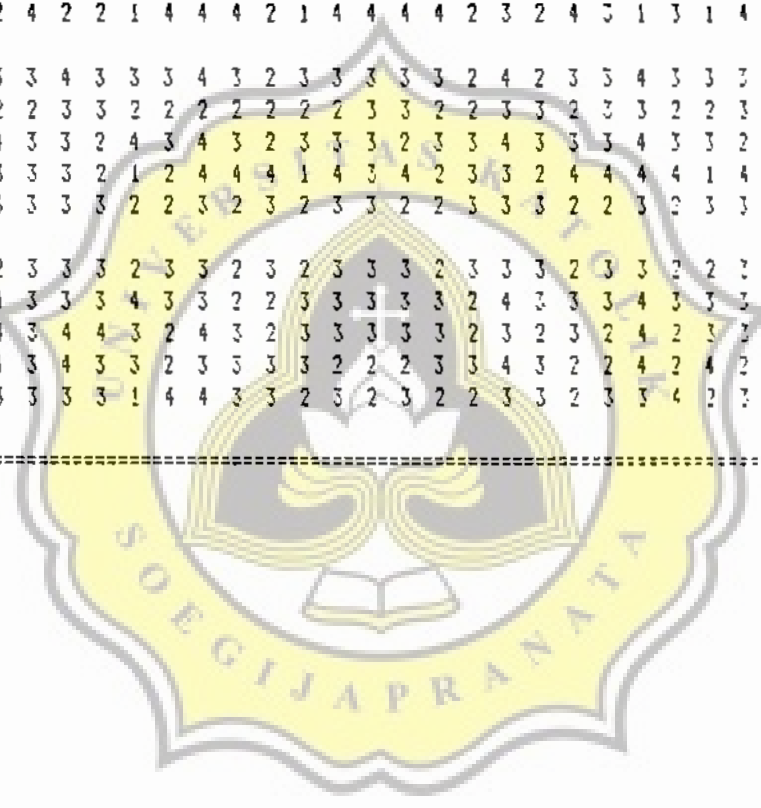 4 2 2 1 4 4 4 2 1 4 4 4 4 2 3 2 4 3 1 3 1 4
3 3 4 3 3 3 4 3 2 3 3 3 3 3 2 4 2 3 3 4 3 3 3
2 2 3 3 2 2 2 2 2 2 2 3 3 2 2 3 3 2 3 3 2 2 3
3 3 2 4 3 4 3 2 3 3 3 2 3 3 4 3 3 3 4 3 3 2
3 3 3 2 1 2 4 4 4 1 4 3 4 2 3 3 2 4 4 4 4 1 4
3 3 3 3 2 2 3 2 3 2 3 3 2 2 3 3 3 2 2 3 2 3 3
2 3 3 3 2 3 3 2 3 2 3 3 3 2 3 3 3 2 3 3 2 2 3
3 3 3 4 3 3 2 2 3 3 3 3 3 2 4 3 3 3 4 3 3 3
3 4 4 3 2 4 3 2 3 3 3 3 3 2 3 2 3 2 4 2 3 3
3 4 3 3 2 3 3 3 3 2 2 2 3 3 4 3 2 2 4 2 4 2
3 3 3 3 1 4 4 3 3 2 3 2 3 2 2 3 3 2 3 3 4 2 3
UNIVERSITAS KATOLIK
SOEGIJAPRANATA